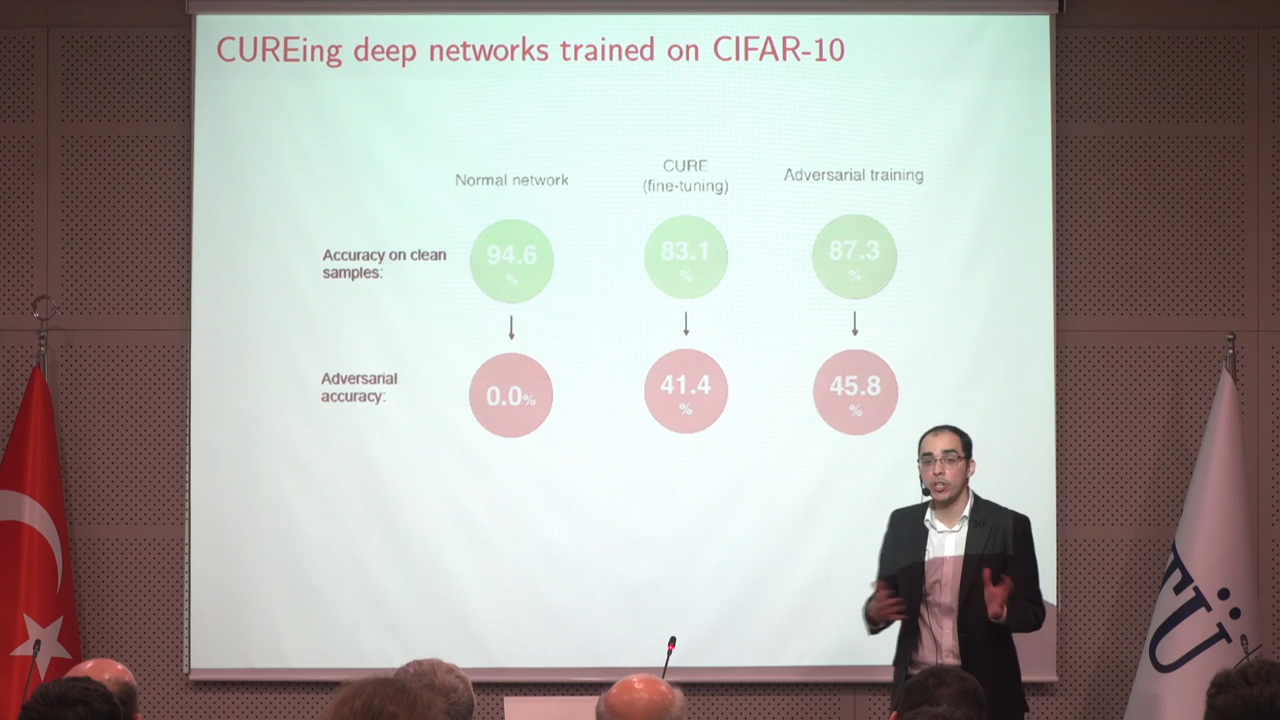 CUREing deep networks trained on CIFAR-10
Normal network
CURE
(fine-tuning)
Adversarial training
Accuracy on clean
samples:
94.6
%
83.1
%
87.3
%
Adversarial
accuracy:
0.0%
41.4
%
45.8
%
TÜ